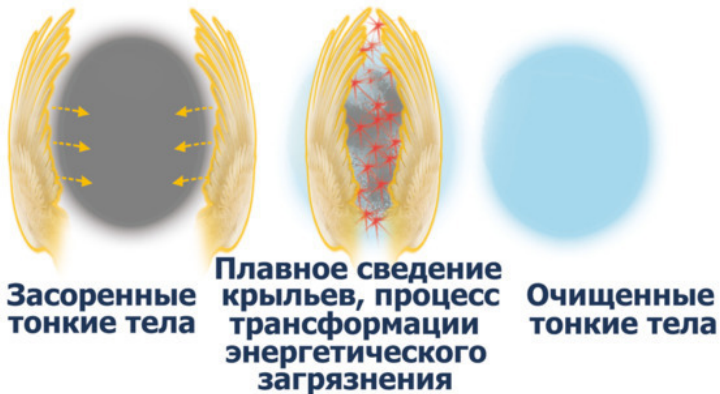 Засоренные
тонкие тела
Плавное сведение
крыльев, процесс
трансформации
энергетического
загрязнения
Очищенные
тонкие тела